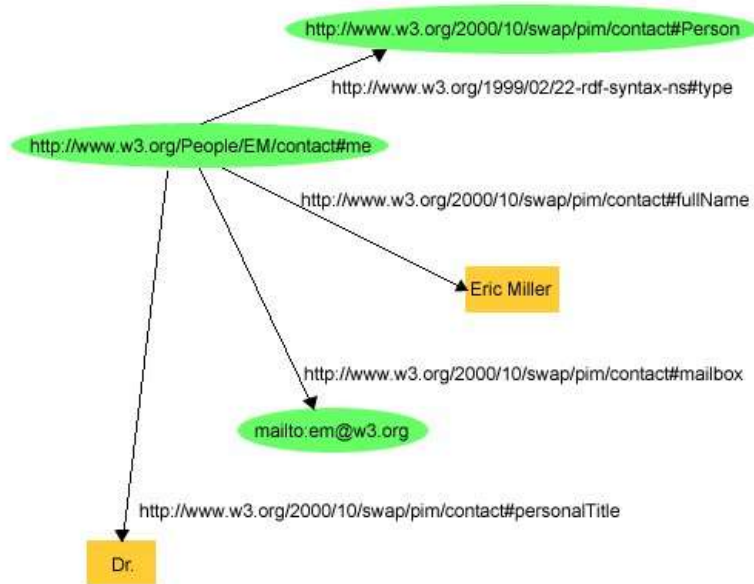 http://www.w3.org/2000/10/swap/pim/contact#Person
http://www.w3.org/1999/02/22-rdf-syntax-ns#type
http://www.w3.org/People/EM/contact#me
http://www.w3.org/2000/10/swap/pim/contact#fullName
Eric Miller
http://www.w3.org/2000/10/swap/pim/contact#mailbox
mailto:em@w3.org
http://www.w3.org/2000/10/swap/pim/contact#personalTitle
Dr.